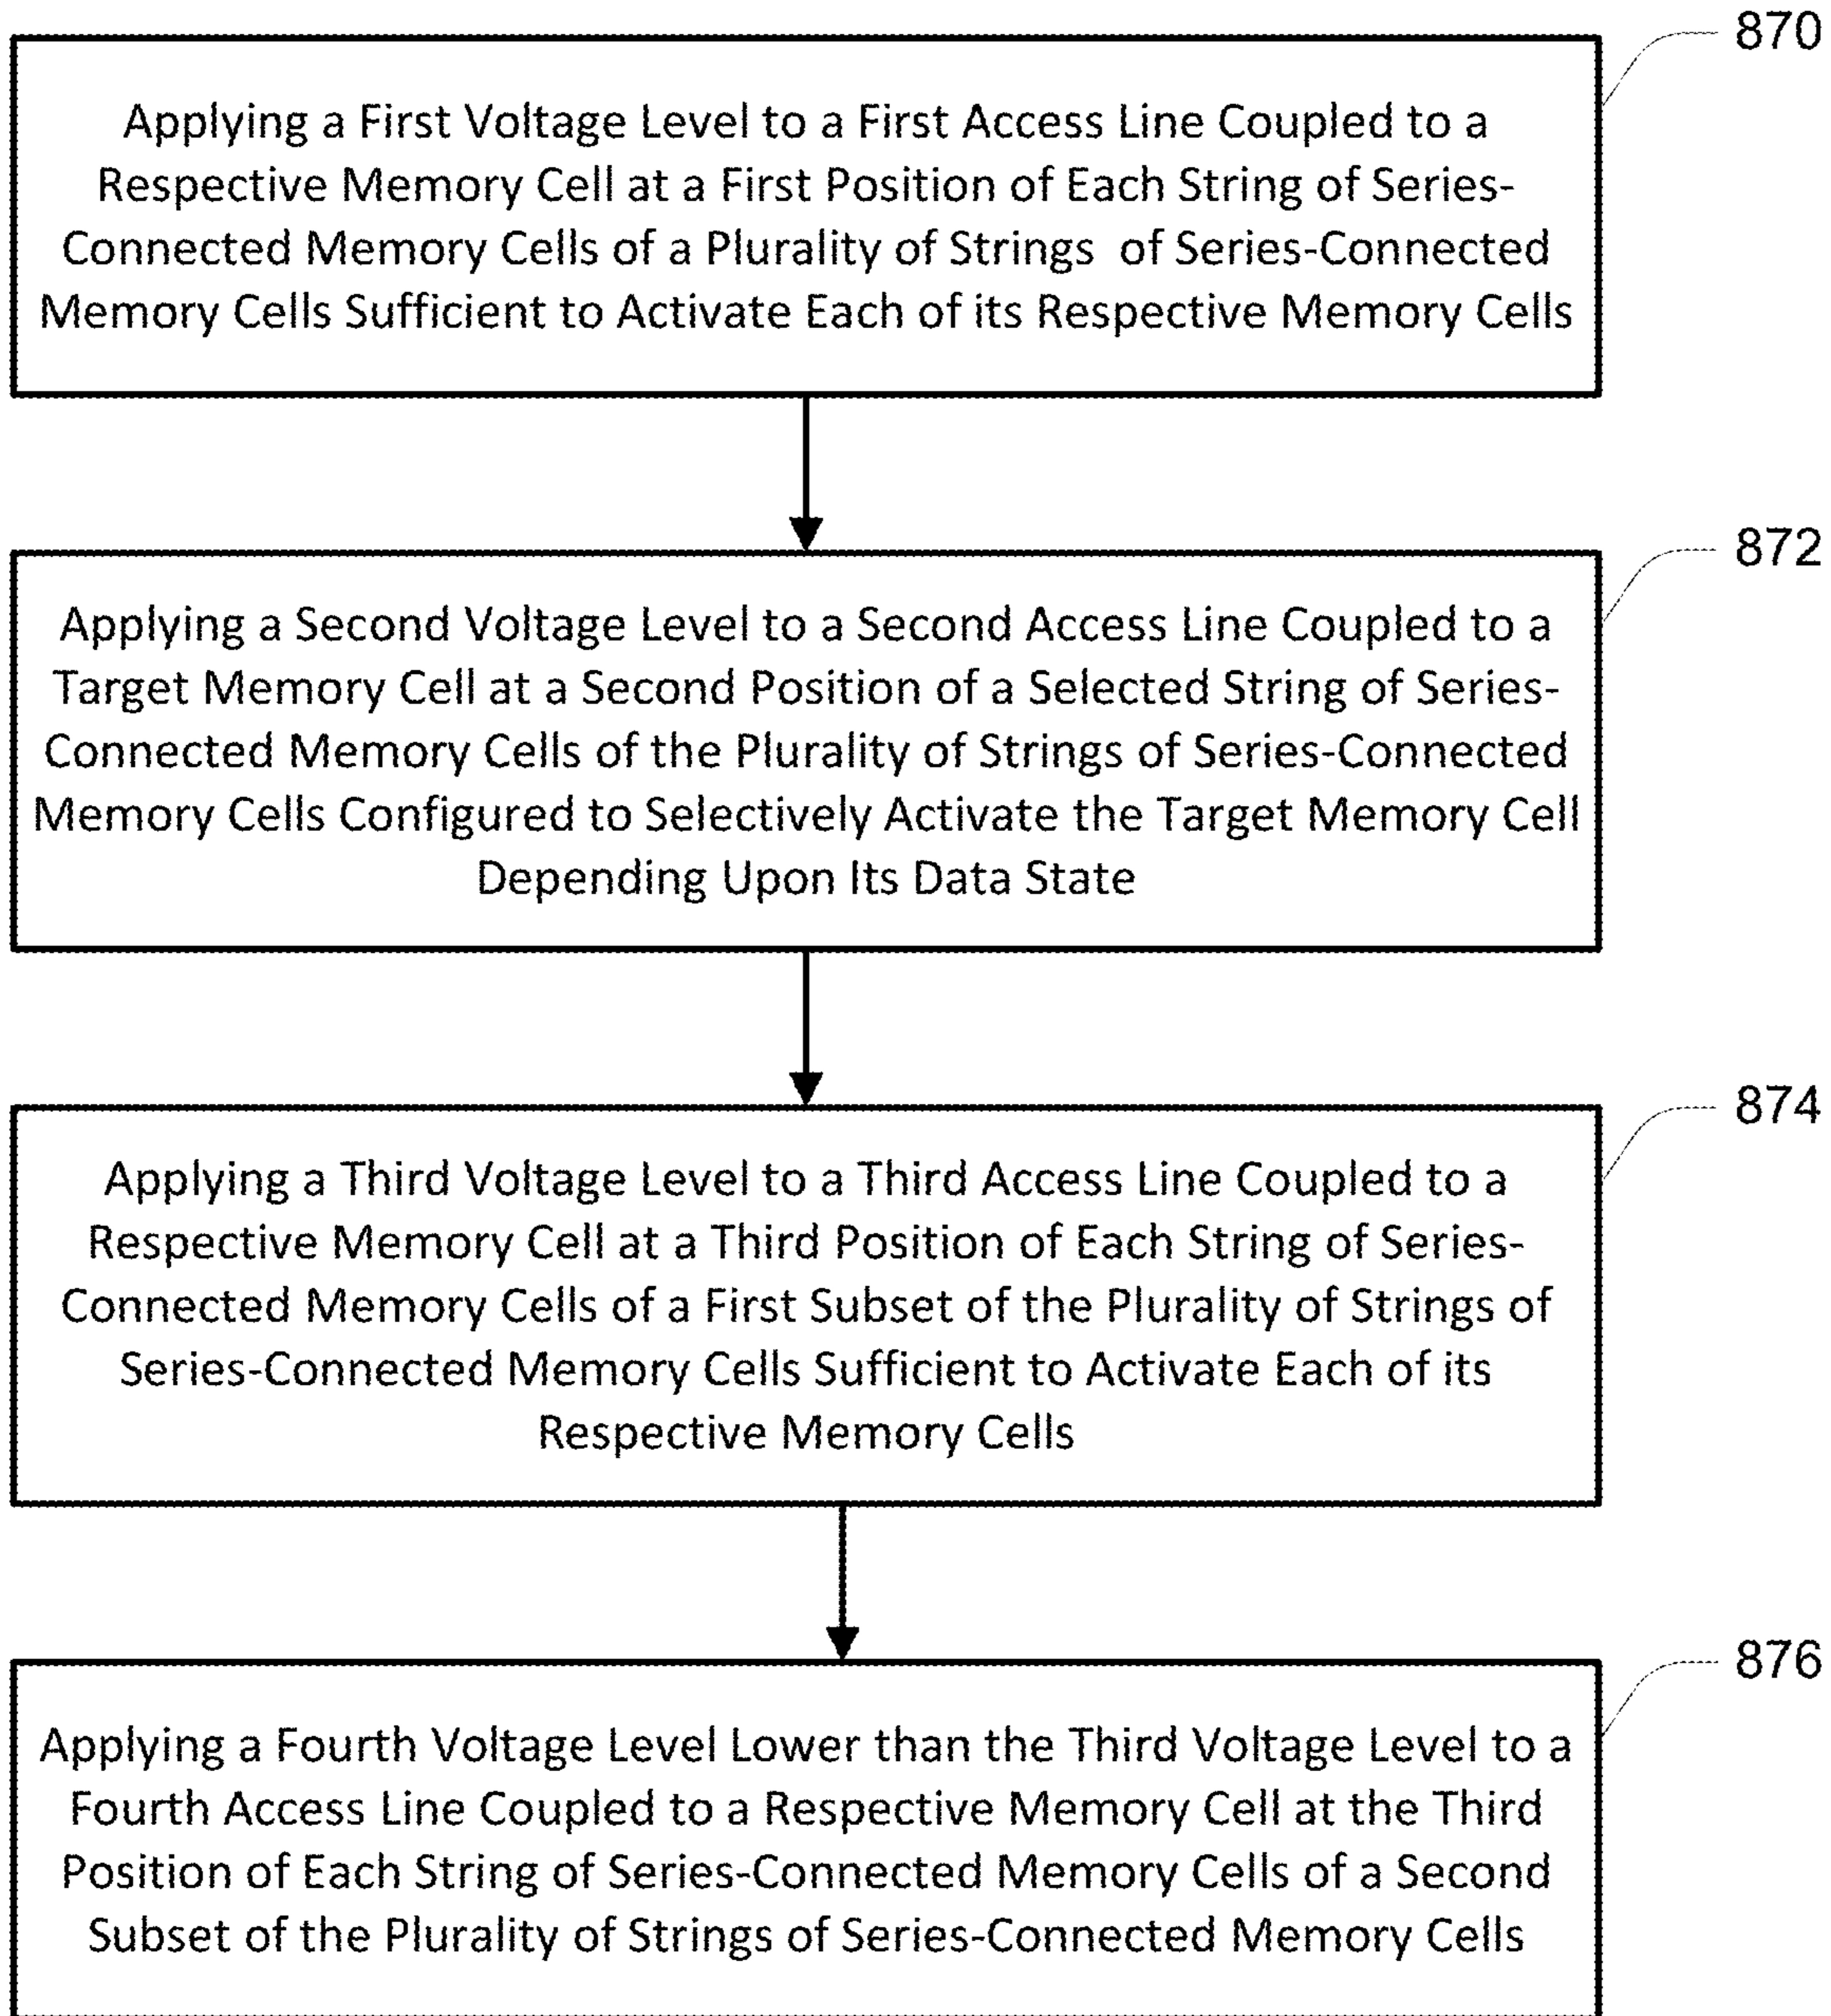 870
Applying a First Voltage Level to a First Access Line Coupled to a
Respective Memory Cell at a First Position of Each String of Series-
Connected Memory Cells of a Plurality of Strings of Series-Connected
Memory Cells Sufficient to Activate Each of its Respective Memory Cells
872
Applying a Second Voltage Level to a Second Access Line Coupled to a
Target Memory Cell at a Second Position of a Selected String of Series-
Connected Memory Cells of the Plurality of Strings of Series-Connected
Memory Cells Configured to Selectively Activate the Target Memory Cell
Depending Upon Its Data State
874
Applying a Third Voltage Level to a Third Access Line Coupled to a
Respective Memory Cell at a Third Position of Each String of Series-
Connected Memory Cells of a First Subset of the Plurality of Strings of
Series-Connected Memory Cells Sufficient to Activate Each of its
Respective Memory Cells
876
Applying a Fourth Voltage Level Lower than the Third Voltage Level to a
Fourth Access Line Coupled to a Respective Memory Cell at the Third
Position of Each String of Series-Connected Memory Cells of a Second
Subset of the Plurality of Strings of Series-Connected Memory Cells